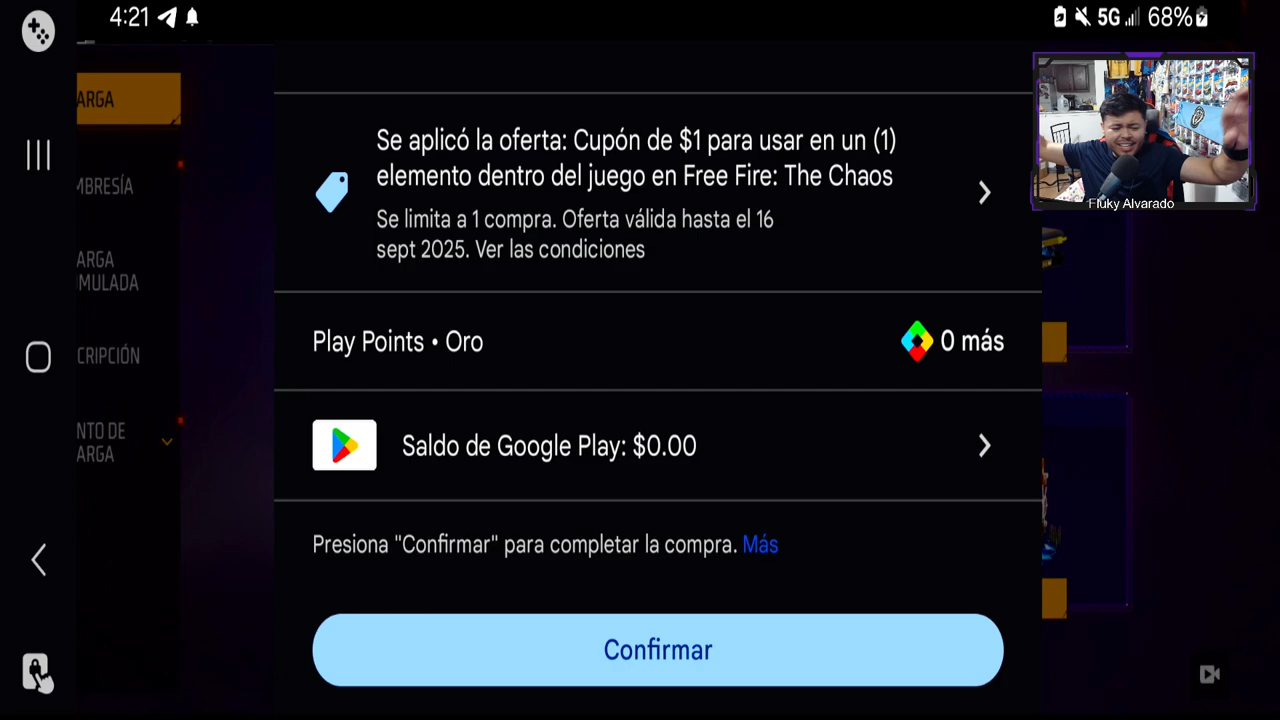 4:21
5G
68%
ARGA
MBRESÍA
ARGA
MULADA
CRIPCIÓN
NTO DE
ARGA
Se aplicó la oferta: Cupón de $1 para usar en un (1)
elemento dentro del juego en Free Fire: The Chaos
Se limita a 1 compra. Oferta válida hasta el 16
sept 2025. Ver las condiciones
Play Points • Oro
0 más
Saldo de Google Play: $0.00
Presiona "Confirmar" para completar la compra. Más
Confirmar
Fluky Alvarado